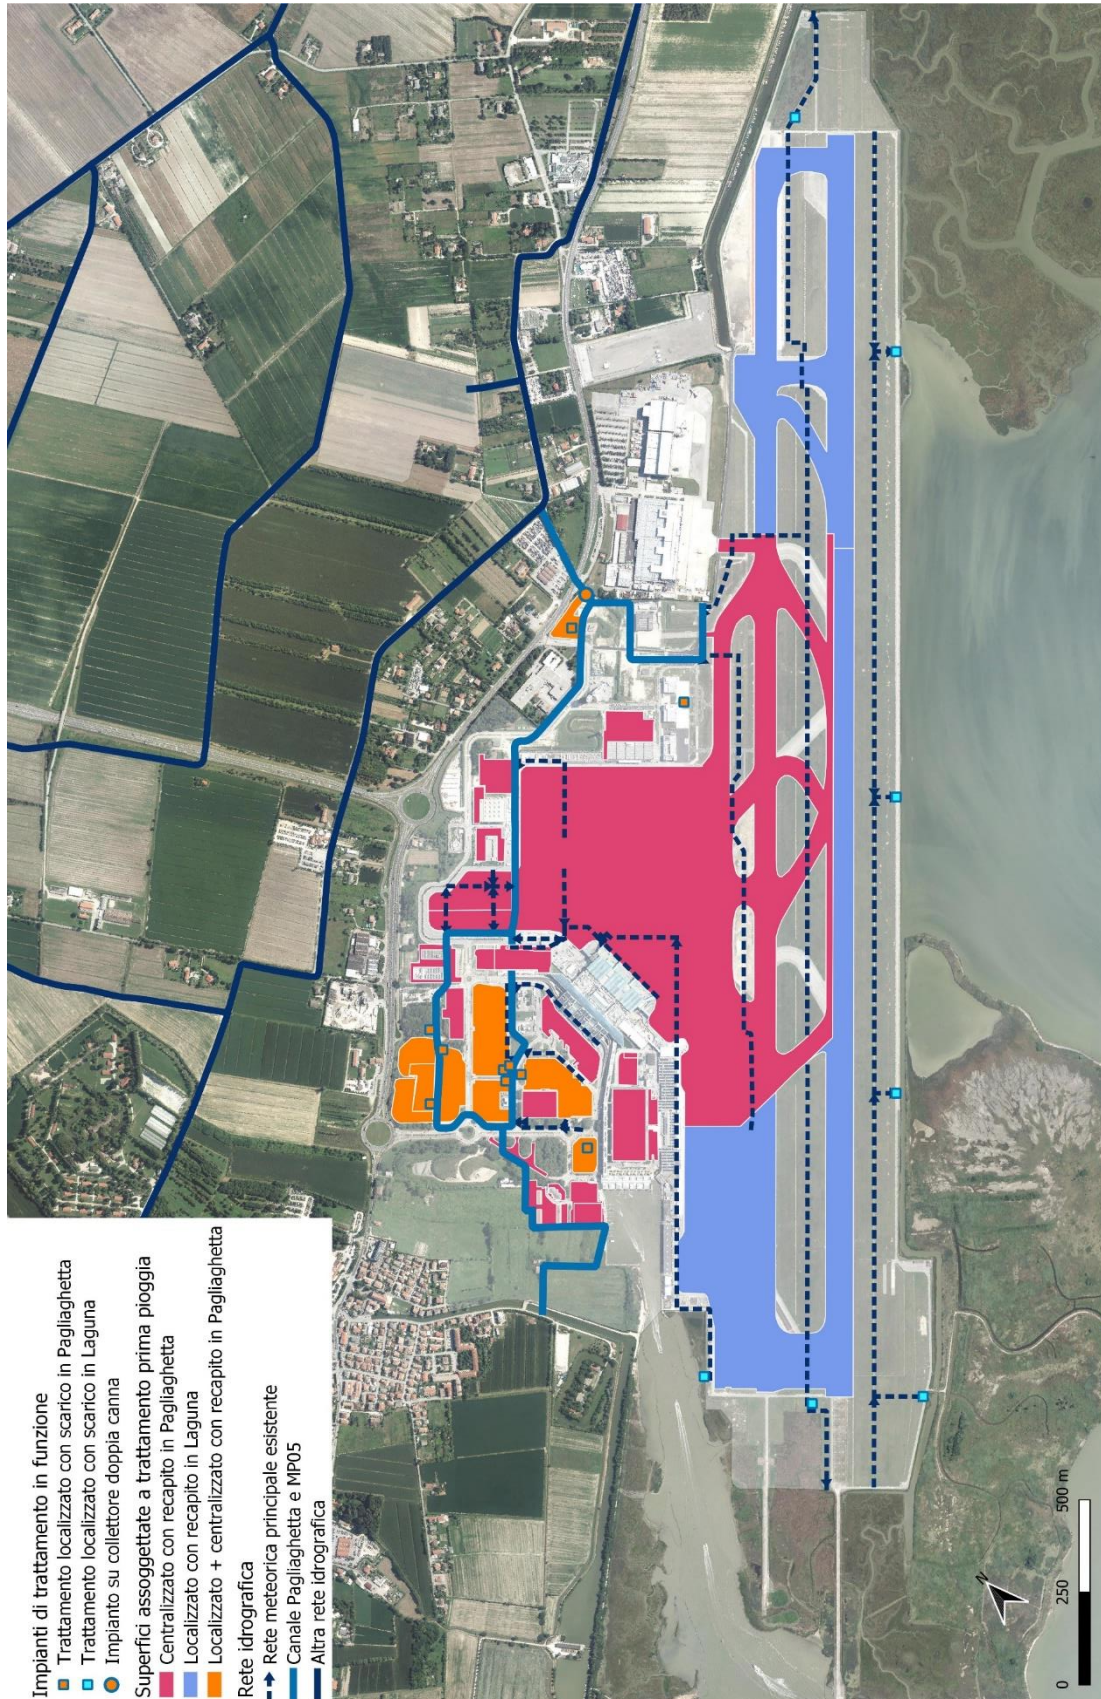 Impianti di trattamento in funzione
Trattamento localizzato con scarico in Pagliaghetta
Trattamento localizzato con scarico in Laguna
Impianto su collettore doppia canna
Superfici assoggettate a trattamento prima pioggia
Centralizzato con recapito in Pagliaghetta
Localizzato con recapito in Laguna
Localizzato + centralizzato con recapito in Pagliaghetta
Rete idrografica
Rete meteorica principale esistente
Canale Pagliaghetta e MP05
Altra rete idrografica
N
0 250 500 m